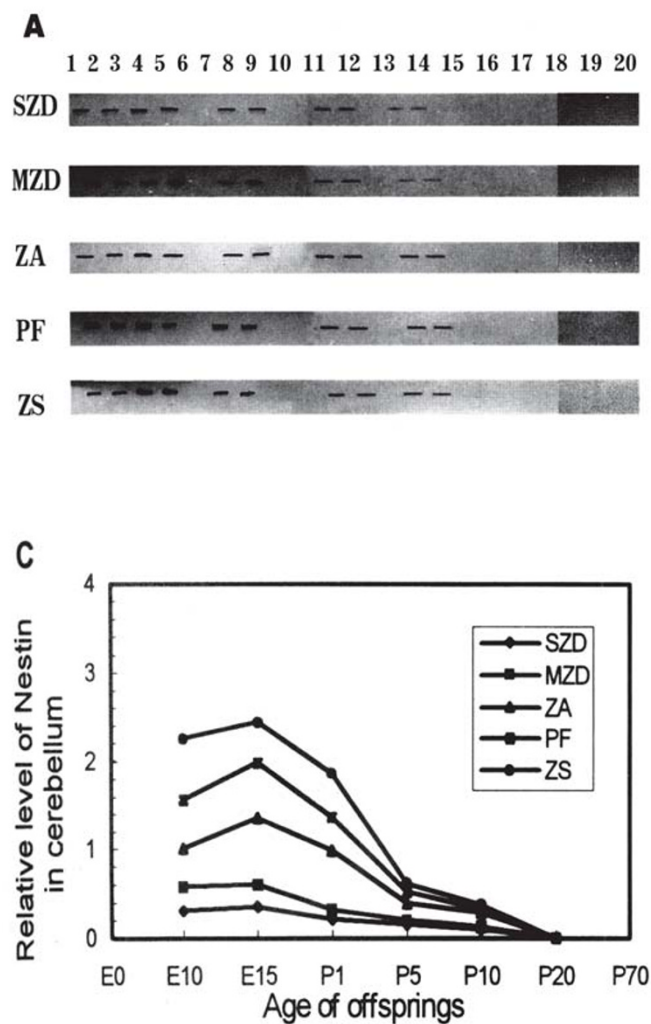 A
1 2 3 4 5 6 7 8 9 10 11 12 13 14 15 16 17 18 19 20
SZD
MZD
ZA
PF
ZS
C
Relative level of Nestin
in cerebellum
4
3
2
1
0
SZD
MZD
ZA
PF
ZS
E0 E10 E15 P1 P5 P10 P20 P70
Age of offsprings